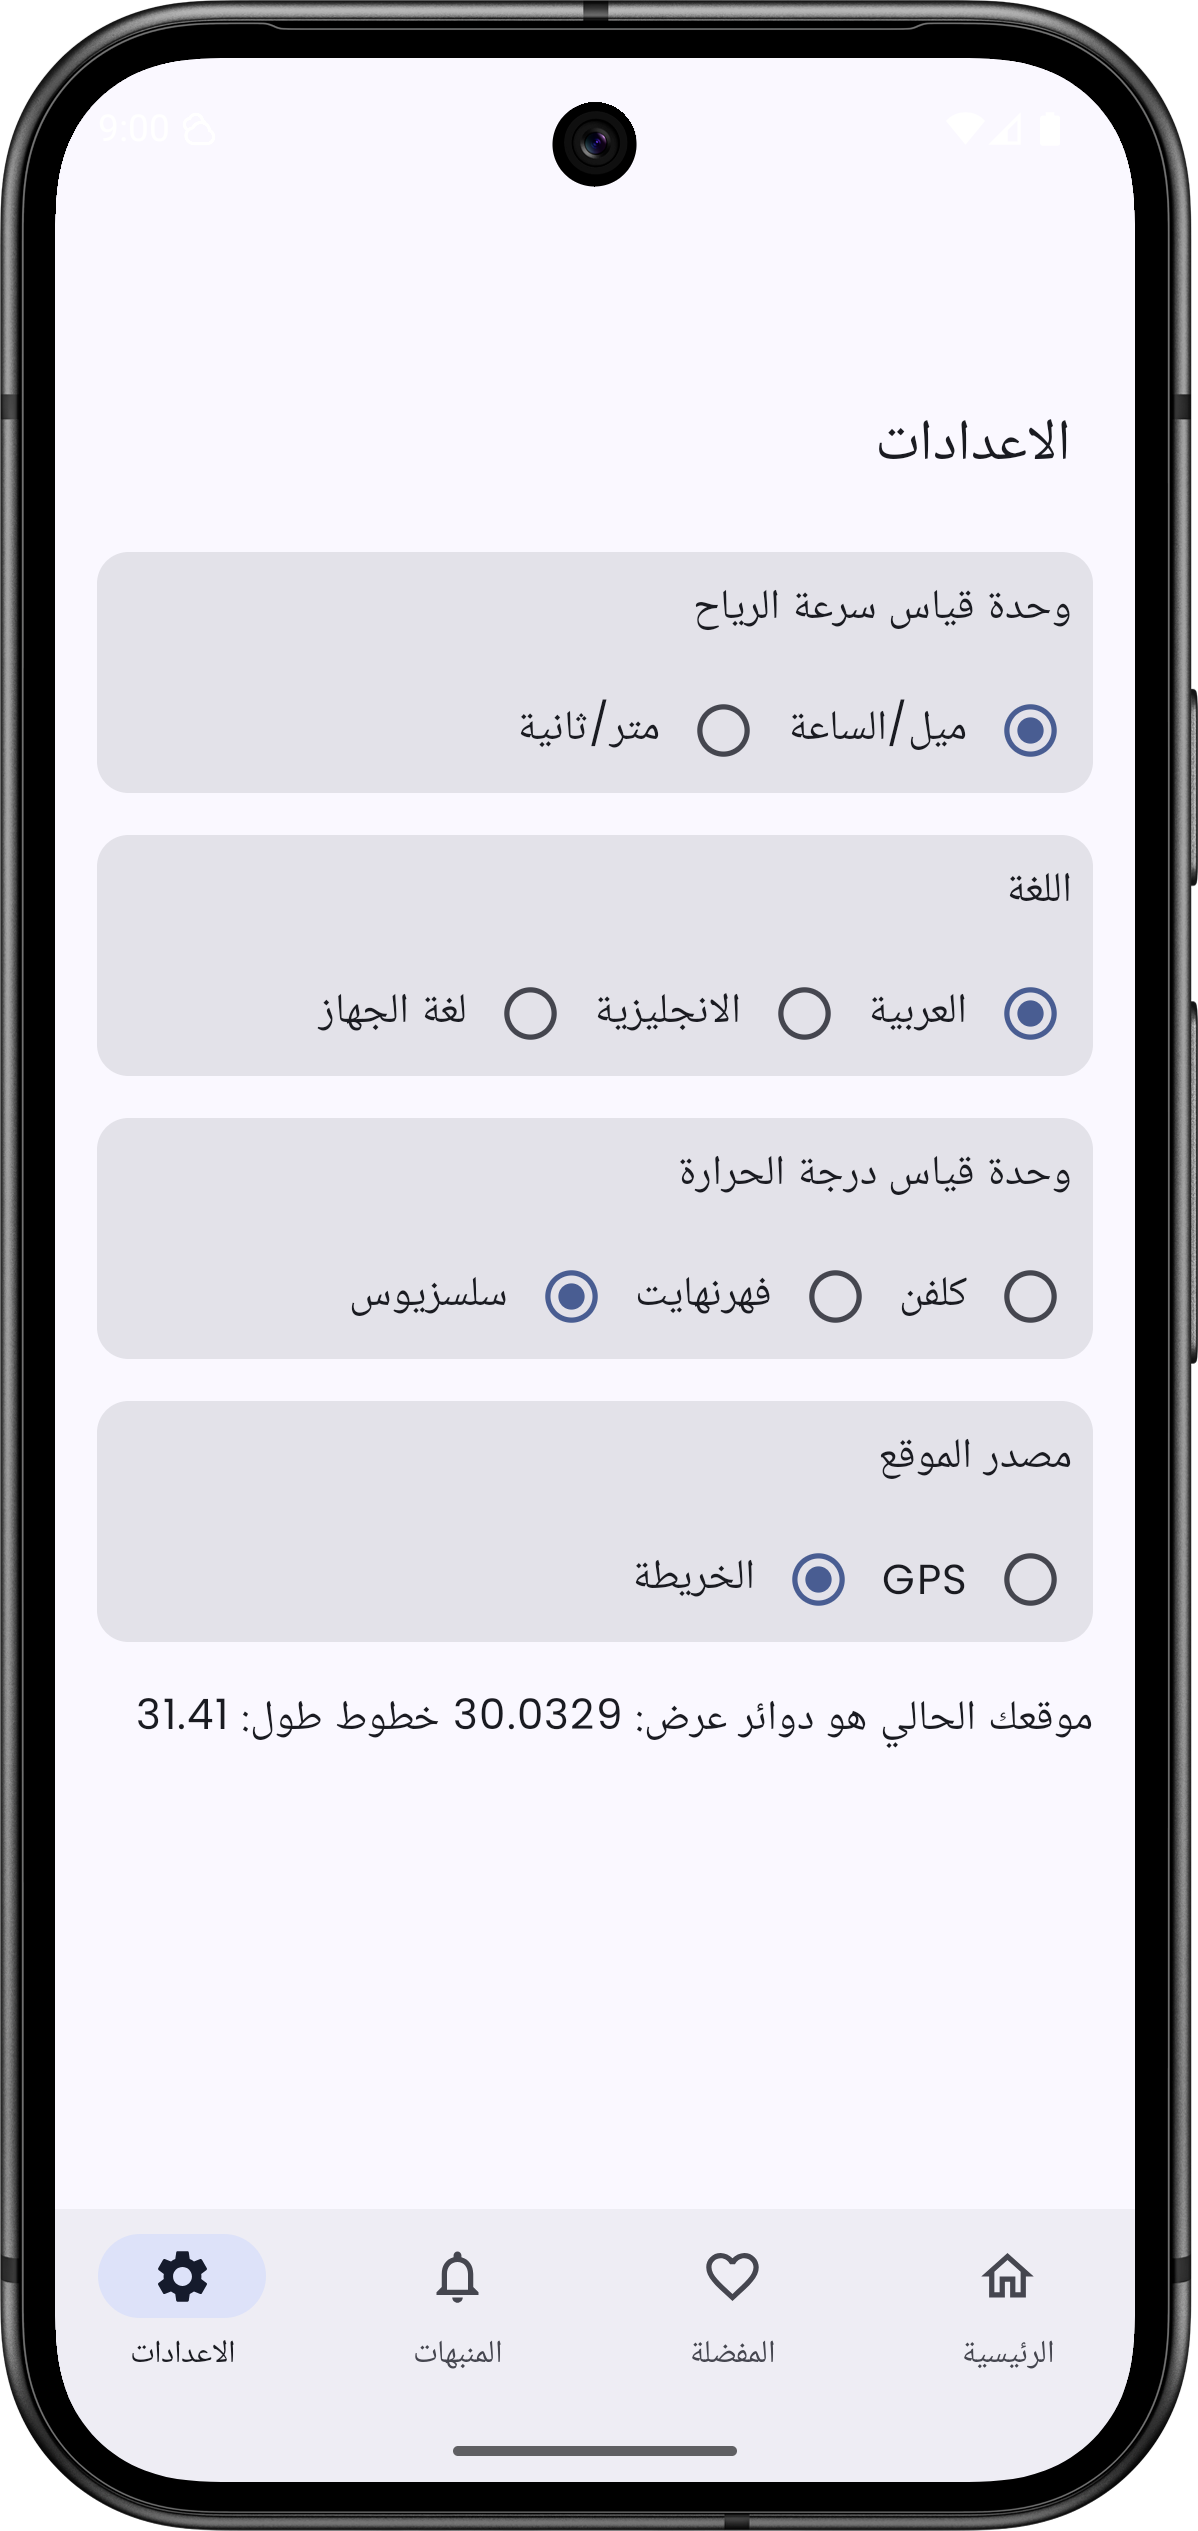 9:00
الاعدادات
وحدة قياس سرعة الرياح
ميل/الساعة متر/ثانية
اللغة
العربية الانجليزية لغة الجهاز
وحدة قياس درجة الحرارة
كلفن فهرنهايت سلسزيوس
مصدر الموقع
GPS الخريطة
موقعك الحالي هو دوائر عرض: 30.0329 خطوط طول: 31.41
الرئيسية المفضلة المنبهات الاعدادات